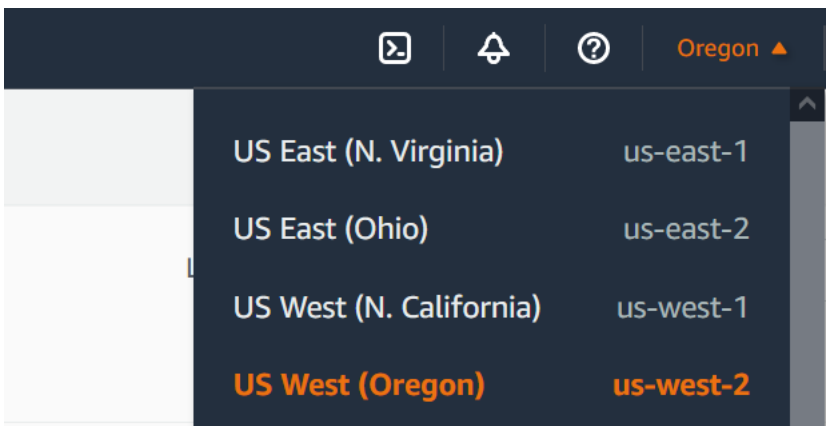 Oregon ▲
US East (N. Virginia) us-east-1
US East (Ohio) us-east-2
L
US West (N. California) us-west-1
US West (Oregon) us-west-2